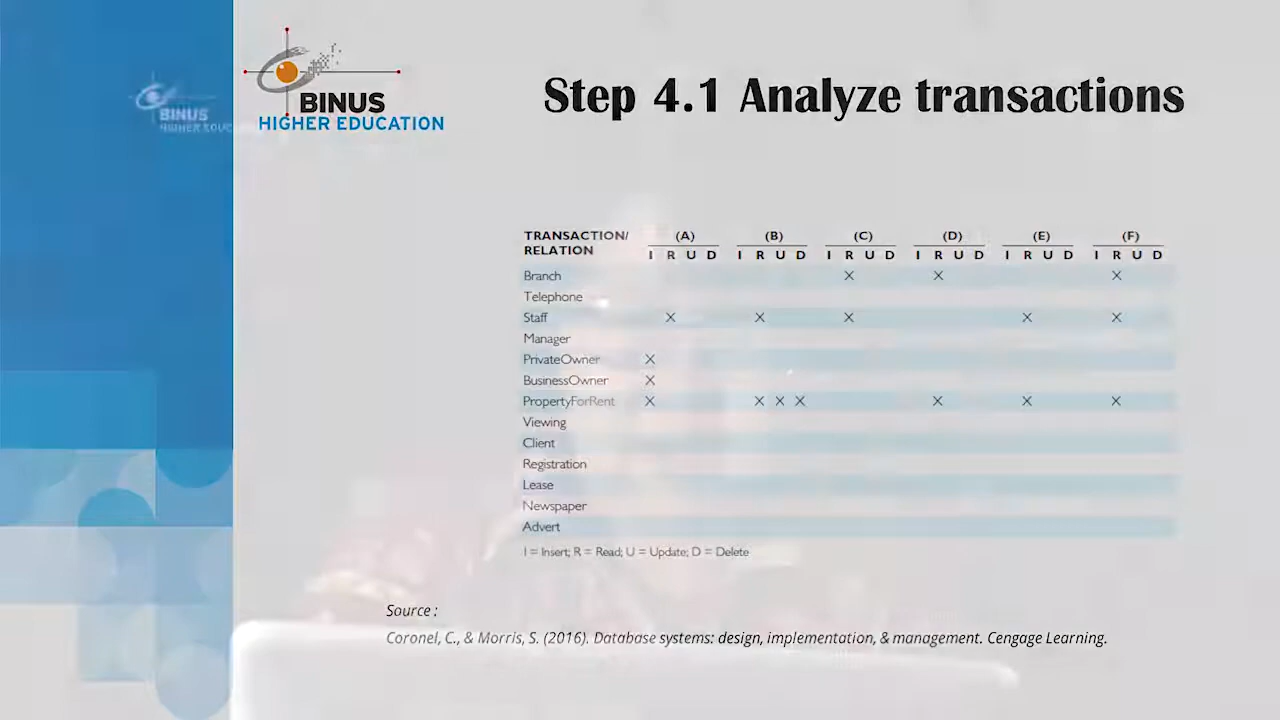 BINUS
HIGHER EDUC
BINUS
HIGHER EDUCATION
Step 4.1 Analyze transactions
TRANSACTION/ (A) (B) (C) (D) (E) (F)
RELATION I R U D I R U D I R U D I R U D I R U D I R U D
Branch X X X
Telephone
Staff X X X X X
Manager
PrivateOwner X
BusinessOwner X
PropertyForRent X X X X X X X
Viewing
Client
Registration
Lease
Newspaper
Advert
I = Insert; R = Read; U = Update; D = Delete
Source :
Coronel, C., & Morris, S. (2016). Database systems: design, implementation, & management. Cengage Learning.